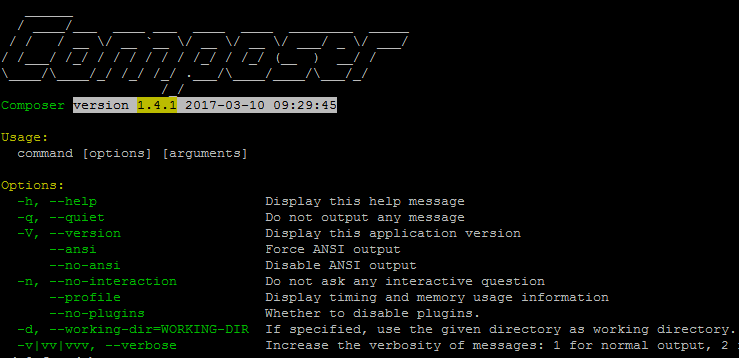 Composer
Composer version 1.4.1 2017-03-10 09:29:45
Usage:
command [options] [arguments]
Options:
-h, --help Display this help message
-q, --quiet Do not output any message
-V, --version Display this application version
--ansi Force ANSI output
--no-ansi Disable ANSI output
-n, --no-interaction Do not ask any interactive question
--profile Display timing and memory usage information
--no-plugins Whether to disable plugins.
-d, --working-dir=WORKING-DIR If specified, use the given directory as working directory.
-v|vv|vvv, --verbose Increase the verbosity of messages: 1 for normal output, 2